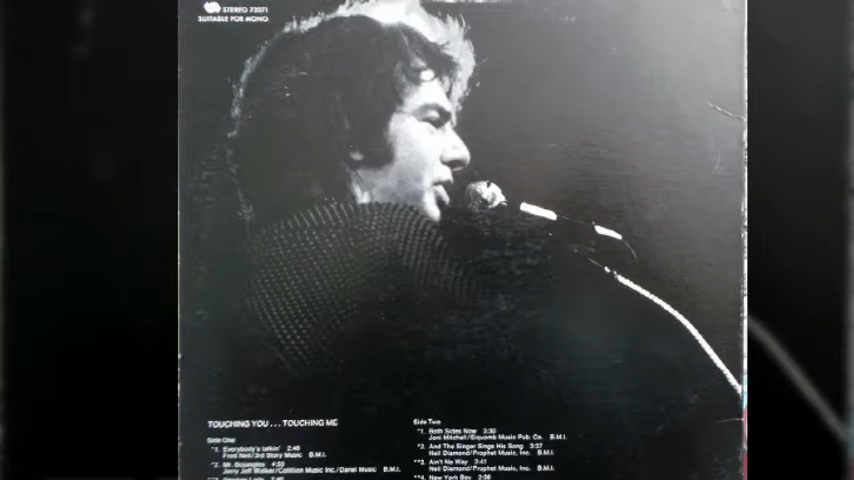 STEREO 73071
SUITABLE FOR MONO
TOUCHING YOU... TOUCHING ME
Side One
*1. Everybody's talkin' 2:46
Fred Neil/3rd Story Music B.M.I.
*2. Mr. Bojangles 4:53
Jerry Jeff Walker/Cotillion Music Inc./Danel Music B.M.I.
Side Two
*1. Both Sides Now 3:30
Joni Mitchell/Siquomb Music Pub. Co. B.M.I.
*2. And The Singer Sings His Song 3:37
Neil Diamond/Prophet Music, Inc. B.M.I.
**3. Ain't No Way 2:41
Neil Diamond/Prophet Music, Inc. B.M.I.
**4. New York Boy